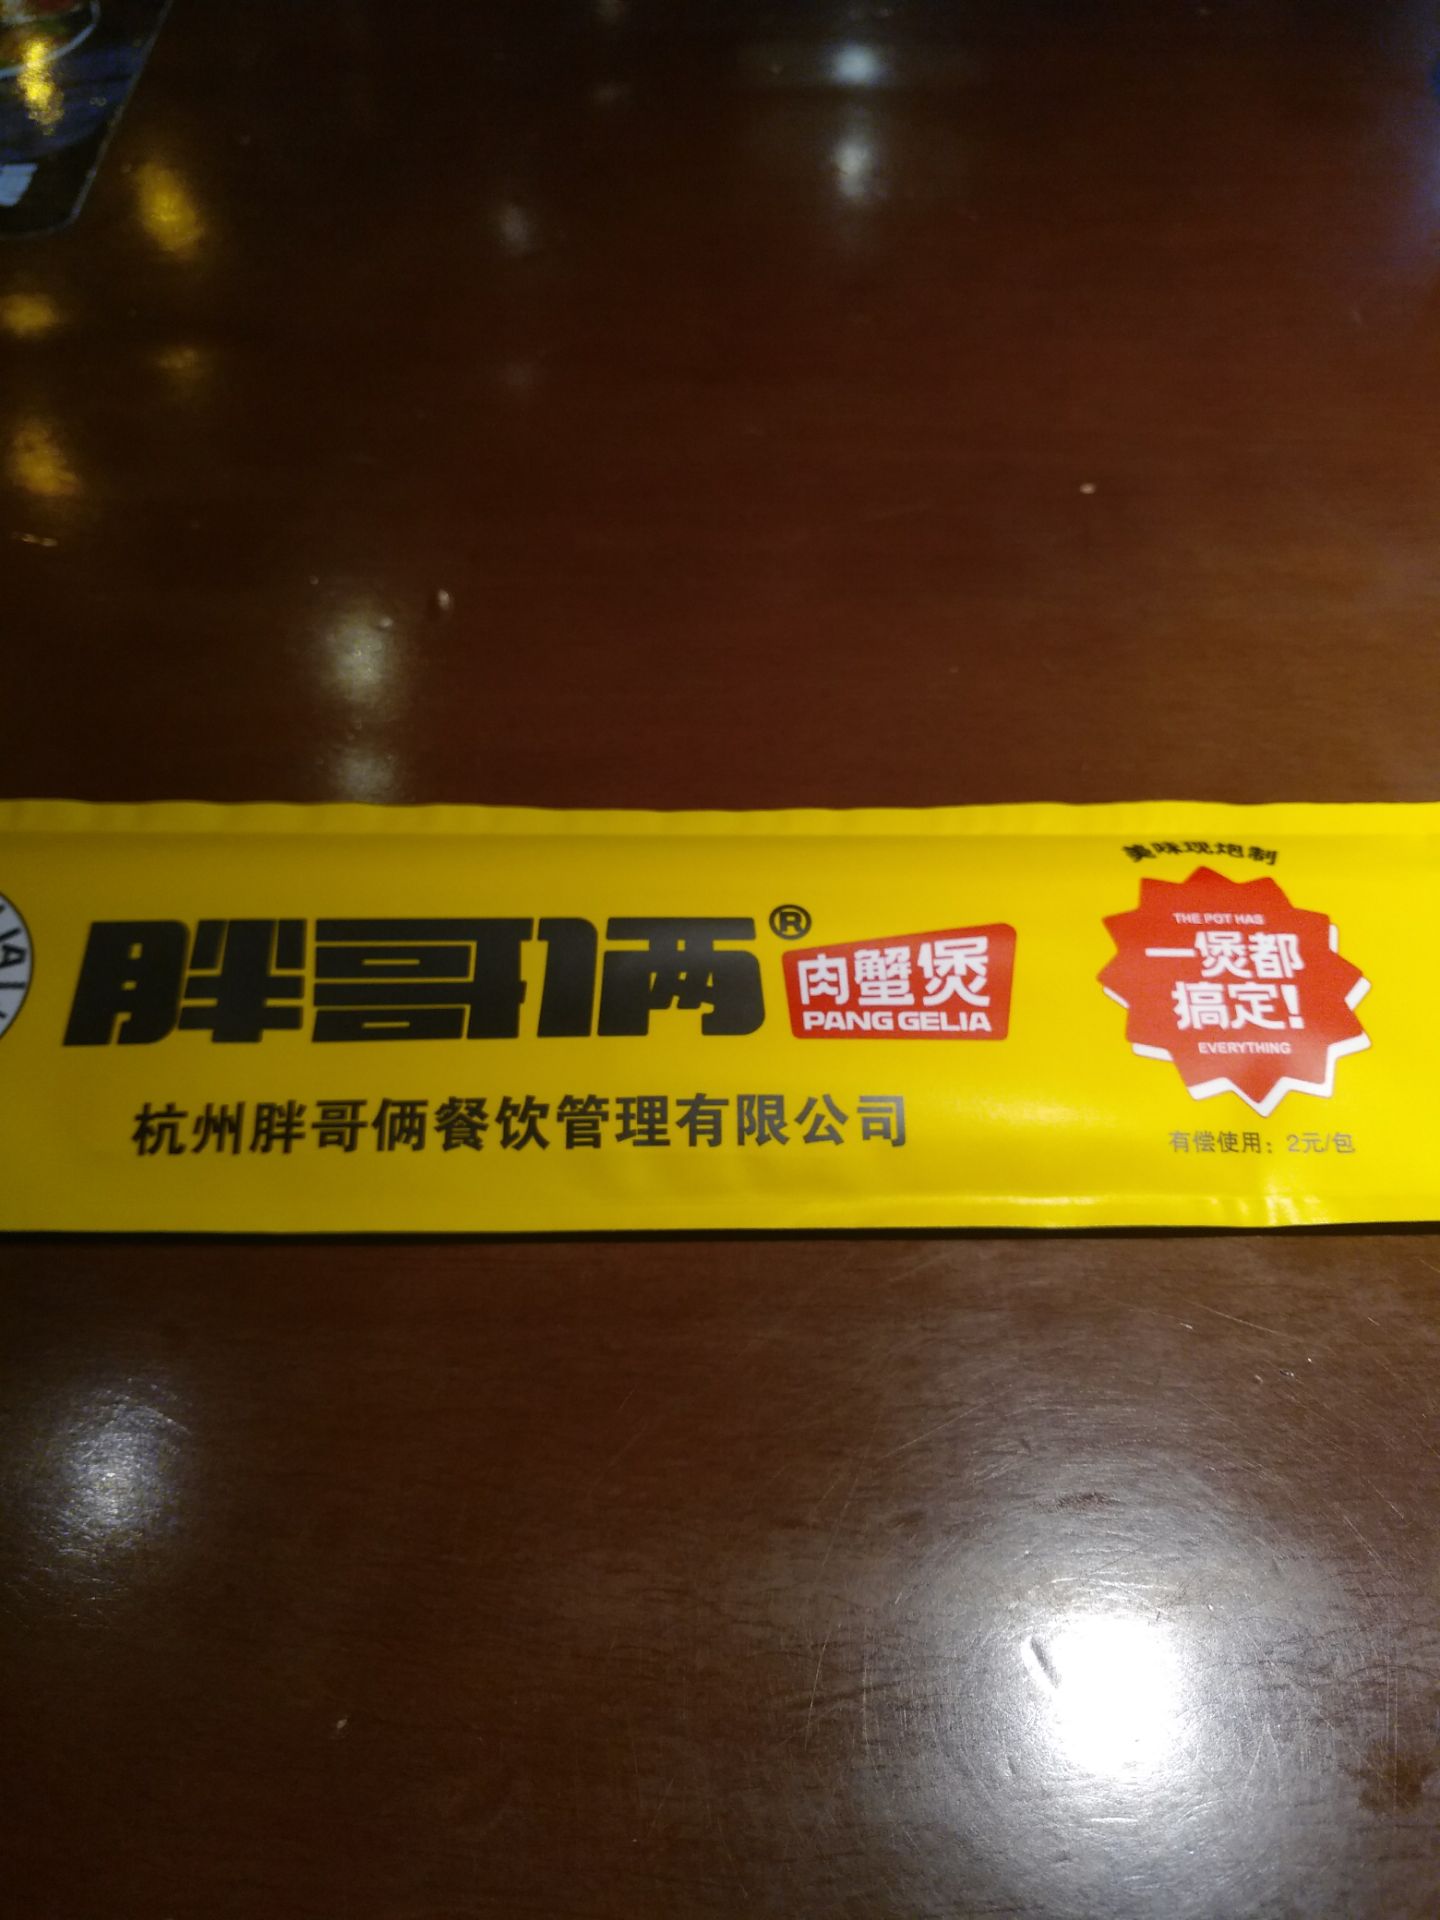 胖哥俩®
肉蟹煲
PANG GELIA
杭州胖哥俩餐饮管理有限公司
美味现炮制
THE POT HAS
一煲都
搞定!
EVERYTHING
有偿使用：2元/包